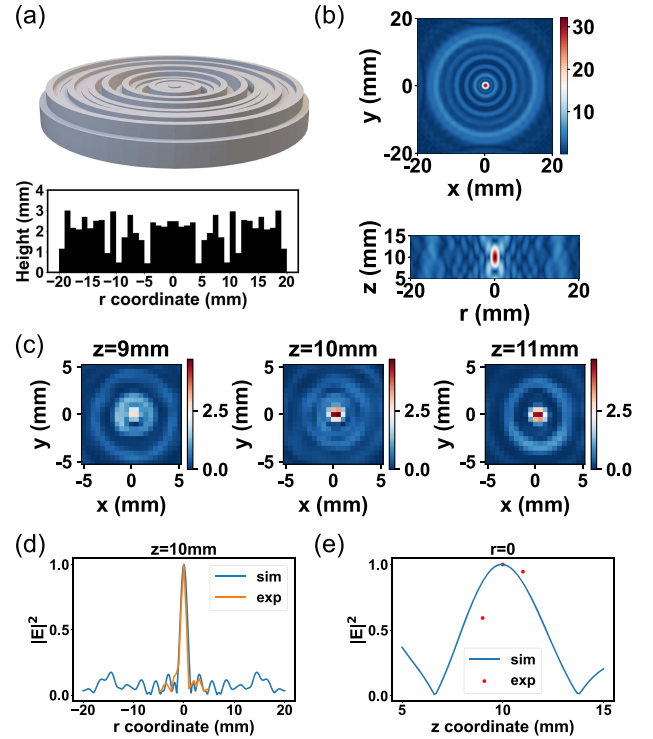 (a)
4
3
2
1
0
Height (mm)
−20 −15 −10 −5 0 5 10 15 20
r coordinate (mm)
(b)
20
0
-20
y (mm)
-20 0 20
x (mm)
30
20
10
15
10
5
z (mm)
-20 0 20
r (mm)
(c)
z=9mm
5
0
-5
y (mm)
-5 0 5
x (mm)
2.5
0.0
z=10mm
5
0
-5
y (mm)
-5 0 5
x (mm)
2.5
0.0
z=11mm
5
0
-5
y (mm)
-5 0 5
x (mm)
2.5
0.0
(d)
z=10mm
1.0
0.5
0.0
|E|²
sim
exp
−20 −10 0 10 20
r coordinate (mm)
(e)
r=0
1.0
0.5
0.0
|E|²
sim
exp
5 10 15
z coordinate (mm)